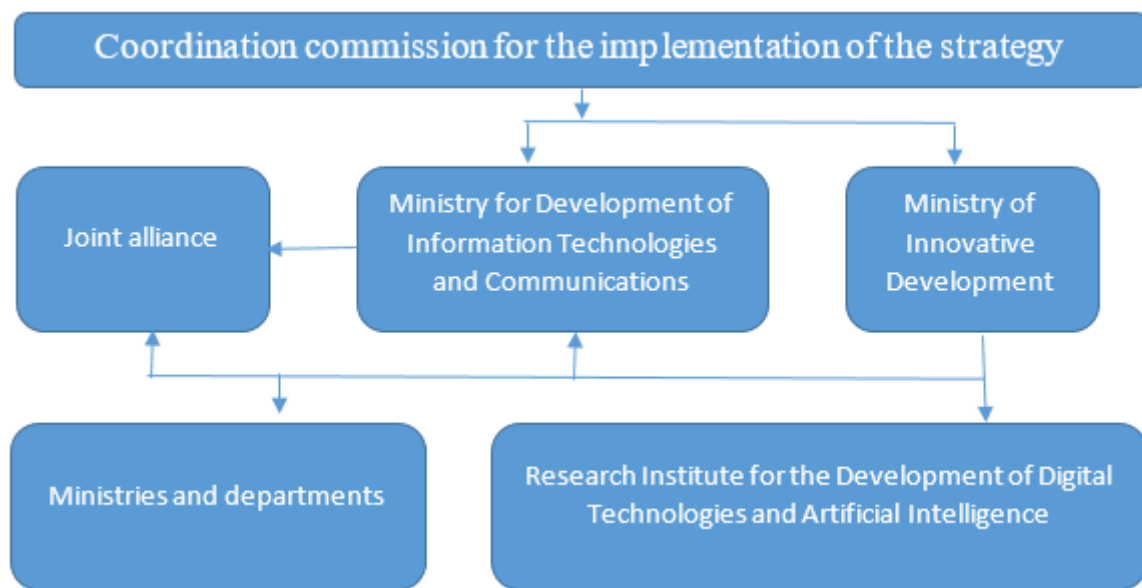 Coordination commission for the implementation of the strategy
Joint alliance
Ministry for Development of
Information Technologies
and Communications
Ministry of
Innovative
Development
Ministries and departments
Research Institute for the Development of Digital
Technologies and Artificial Intelligence